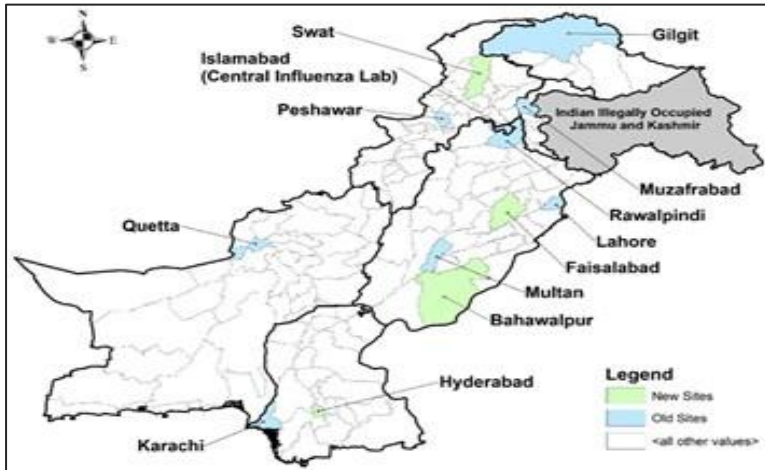 N
W E
S
Swat
Gilgit
Islamabad
(Central Influenza Lab)
Peshawar
Indian Illegally Occupied
Jammu and Kashmir
Muzafrabad
Rawalpindi
Quetta
Lahore
Faisalabad
Multan
Bahawalpur
Hyderabad
Karachi
Legend
New Sites
Old Sites
<all other values>